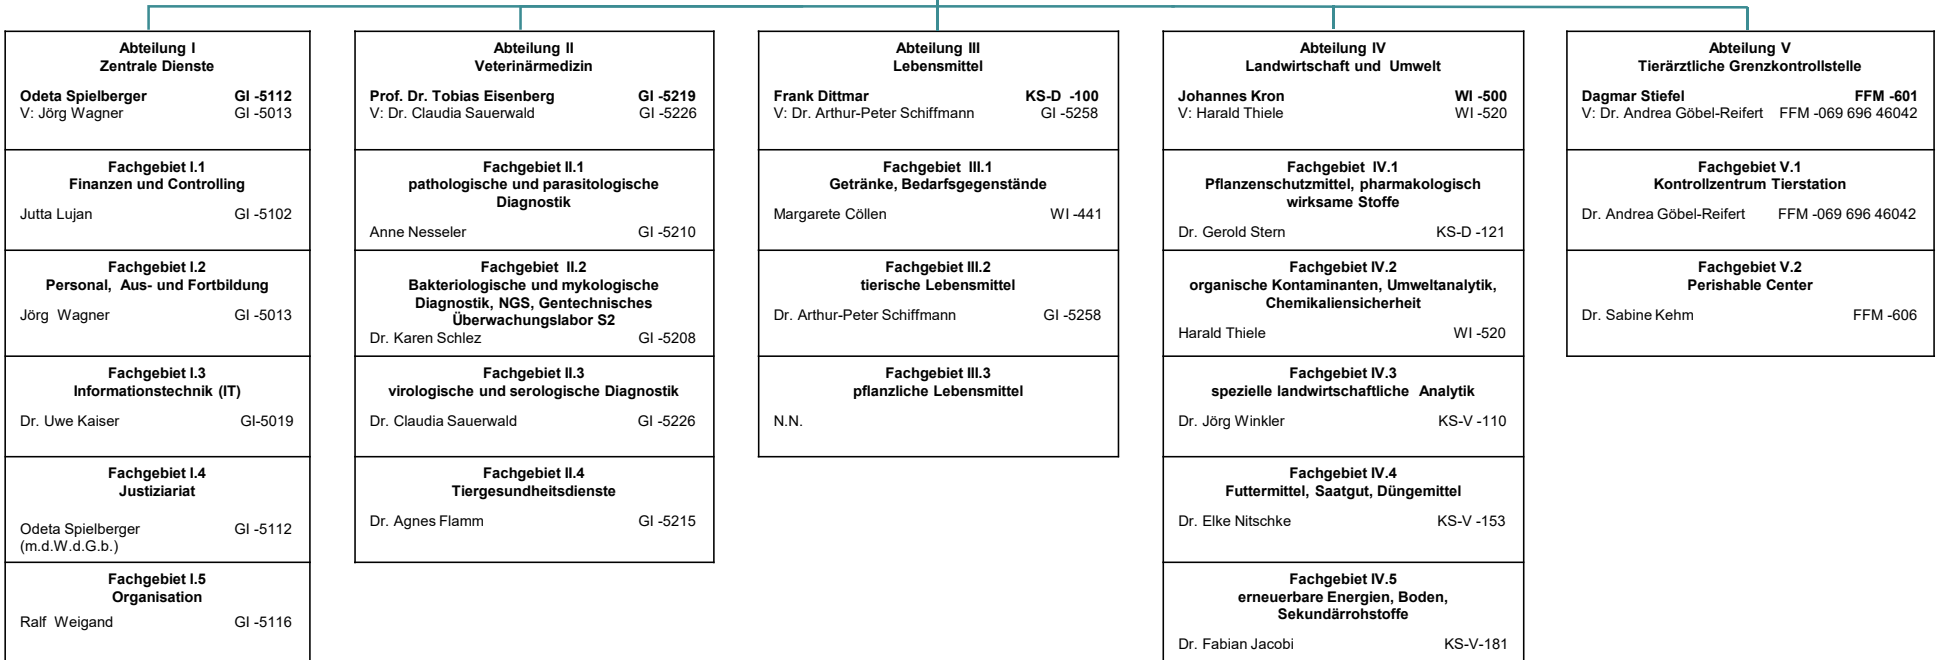 Abteilung I
Zentrale Dienste
Odeta Spielberger GI -5112
V: Jörg Wagner GI -5013
Fachgebiet I.1
Finanzen und Controlling
Jutta Lujan GI -5102
Fachgebiet I.2
Personal, Aus- und Fortbildung
Jörg Wagner GI -5013
Fachgebiet I.3
Informationstechnik (IT)
Dr. Uwe Kaiser GI-5019
Fachgebiet I.4
Justiziariat
Odeta Spielberger GI -5112
(m.d.W.d.G.b.)
Fachgebiet I.5
Organisation
Ralf Weigand GI -5116
Abteilung II
Veterinärmedizin
Prof. Dr. Tobias Eisenberg GI -5219
V: Dr. Claudia Sauerwald GI -5226
Fachgebiet II.1
pathologische und parasitologische
Diagnostik
Anne Nesseler GI -5210
Fachgebiet II.2
Bakteriologische und mykologische
Diagnostik, NGS, Gentechnisches
Überwachungslabor S2
Dr. Karen Schlez GI -5208
Fachgebiet II.3
virologische und serologische Diagnostik
Dr. Claudia Sauerwald GI -5226
Fachgebiet II.4
Tiergesundheitsdienste
Dr. Agnes Flamm GI -5215
Abteilung III
Lebensmittel
Frank Dittmar KS-D -100
V: Dr. Arthur-Peter Schiffmann GI -5258
Fachgebiet III.1
Getränke, Bedarfsgegenstände
Margarete Cöllen WI -441
Fachgebiet III.2
tierische Lebensmittel
Dr. Arthur-Peter Schiffmann GI -5258
Fachgebiet III.3
pflanzliche Lebensmittel
N.N.
Abteilung IV
Landwirtschaft und Umwelt
Johannes Kron WI -500
V: Harald Thiele WI -520
Fachgebiet IV.1
Pflanzenschutzmittel, pharmakologisch
wirksame Stoffe
Dr. Gerold Stern KS-D -121
Fachgebiet IV.2
organische Kontaminanten, Umweltanalytik,
Chemikaliensicherheit
Harald Thiele WI -520
Fachgebiet IV.3
spezielle landwirtschaftliche Analytik
Dr. Jörg Winkler KS-V -110
Fachgebiet IV.4
Futtermittel, Saatgut, Düngemittel
Dr. Elke Nitschke KS-V -153
Fachgebiet IV.5
erneuerbare Energien, Boden,
Sekundärrohstoffe
Dr. Fabian Jacobi KS-V-181
Abteilung V
Tierärztliche Grenzkontrollstelle
Dagmar Stiefel FFM -601
V: Dr. Andrea Göbel-Reifert FFM -069 696 46042
Fachgebiet V.1
Kontrollzentrum Tierstation
Dr. Andrea Göbel-Reifert FFM -069 696 46042
Fachgebiet V.2
Perishable Center
Dr. Sabine Kehm FFM -606